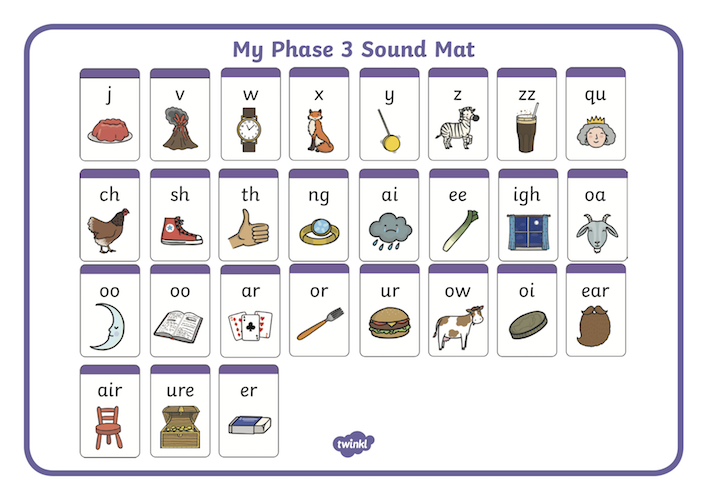 My Phase 3 Sound Mat
j v w x y z zz qu
ch sh th ng ai ee igh oa
oo oo ar or ur ow oi ear
air ure er
twinkl